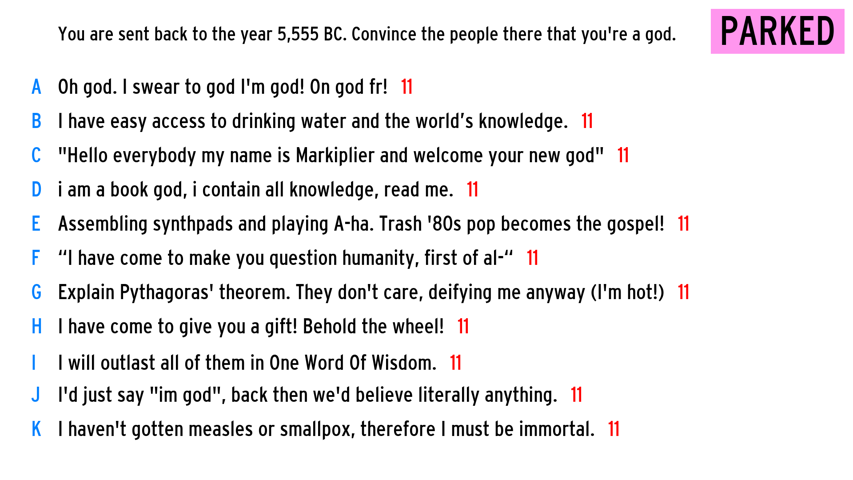 You are sent back to the year 5,555 BC. Convince the people there that you're a god.
PARKED
A Oh god. I swear to god I'm god! On god fr! 11
B I have easy access to drinking water and the world’s knowledge. 11
C "Hello everybody my name is Markiplier and welcome your new god" 11
D i am a book god, i contain all knowledge, read me. 11
E Assembling synthpads and playing A-ha. Trash '80s pop becomes the gospel! 11
F “I have come to make you question humanity, first of al-“ 11
G Explain Pythagoras' theorem. They don't care, deifying me anyway (I'm hot!) 11
H I have come to give you a gift! Behold the wheel! 11
I I will outlast all of them in One Word Of Wisdom. 11
J I'd just say "im god", back then we'd believe literally anything. 11
K I haven't gotten measles or smallpox, therefore I must be immortal. 11